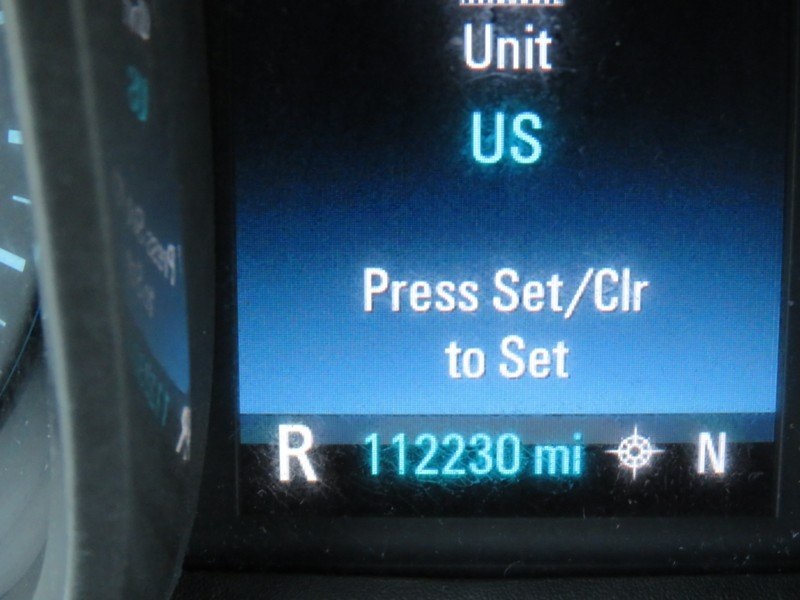 Unit
US
Press Set/Clr
to Set
R 112230 mi N